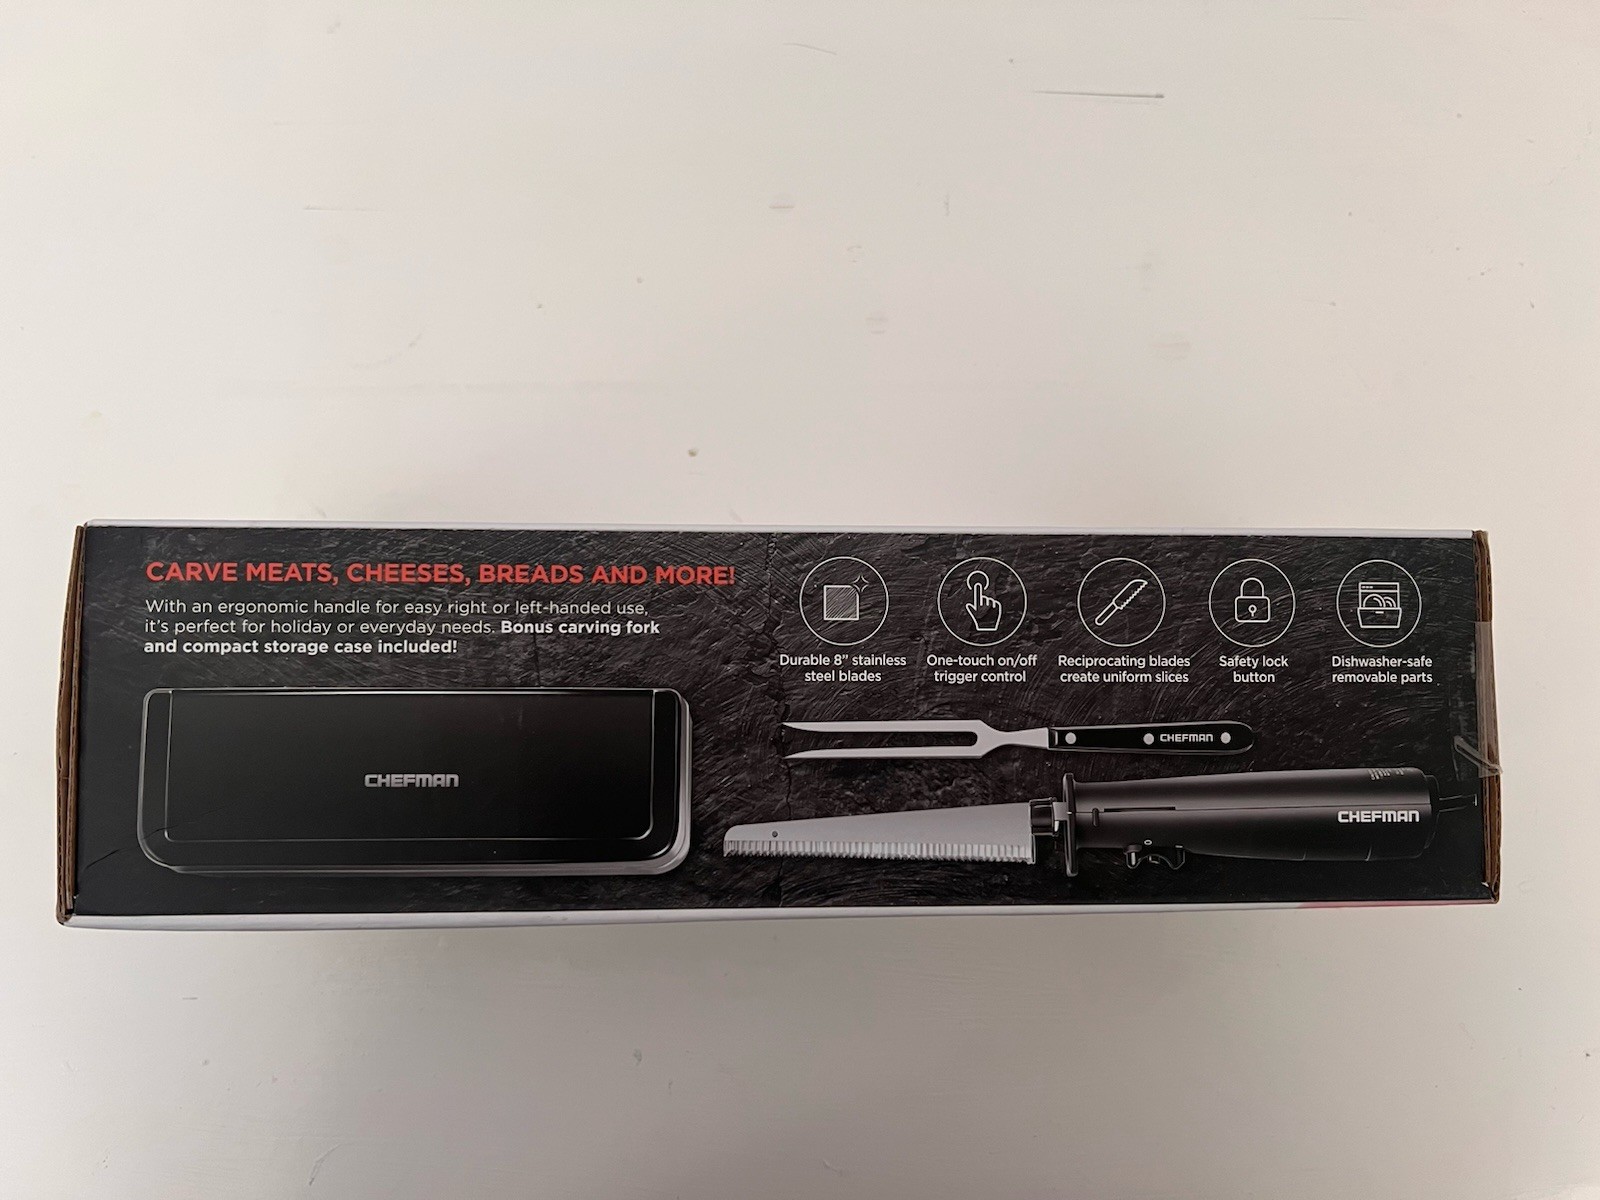 CARVE MEATS, CHEESES, BREADS AND MORE!
With an ergonomic handle for easy right or left-handed use,
it's perfect for holiday or everyday needs. Bonus carving fork
and compact storage case included!
Durable 8” stainless
steel blades
One-touch on/off
trigger control
Reciprocating blades
create uniform slices
Safety lock
button
Dishwasher-safe
removable parts
CHEFMAN
CHEFMAN
CHEFMAN